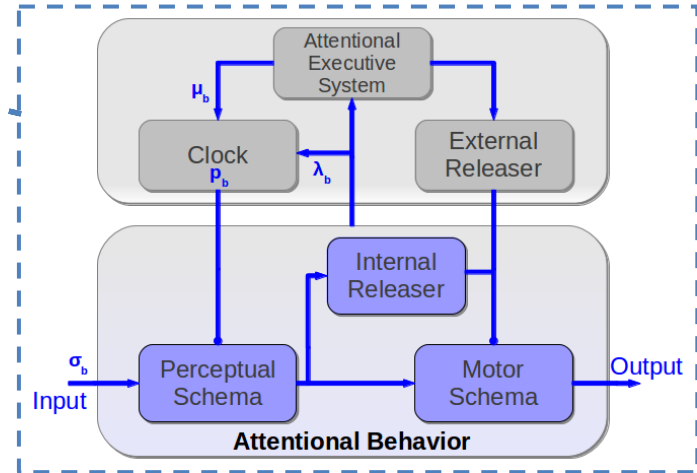 Attentional
Executive
System
μb
Clock
pb
λb
External
Releaser
Internal
Releaser
σb
Input
Perceptual
Schema
Motor
Schema
Output
Attentional Behavior